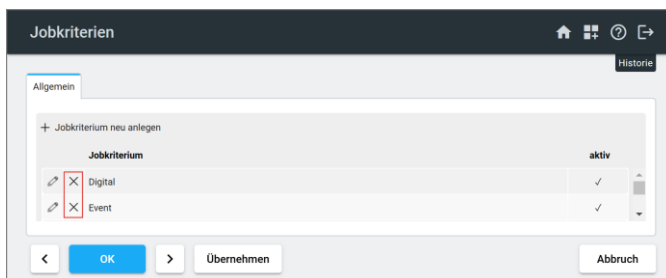 Jobkriterien
Historie
Allgemein
+ Jobkriterium neu anlegen
Jobkriterium aktiv
Digital ✓
Event ✓
< OK > Übernehmen Abbruch